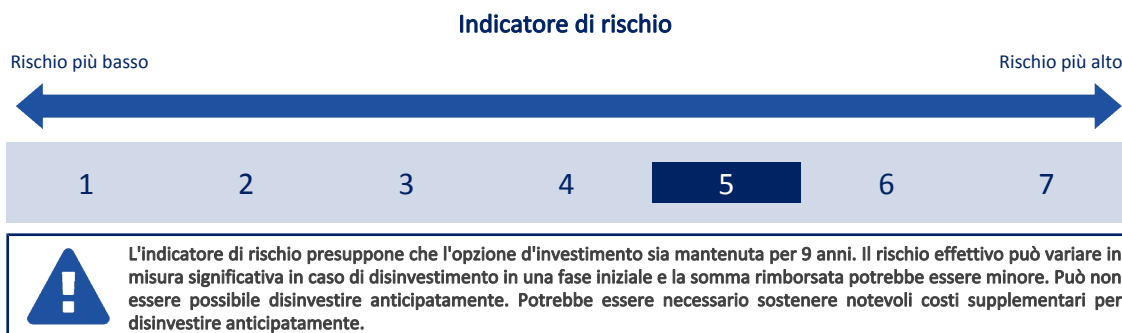 Indicatore di rischio
Rischio più basso Rischio più alto
1 2 3 4 5 6 7
L'indicatore di rischio presuppone che l'opzione d'investimento sia mantenuta per 9 anni. Il rischio effettivo può variare in
misura significativa in caso di disinvestimento in una fase iniziale e la somma rimborsata potrebbe essere minore. Può non
essere possibile disinvestire anticipatamente. Potrebbe essere necessario sostenere notevoli costi supplementari per
disinvestire anticipatamente.